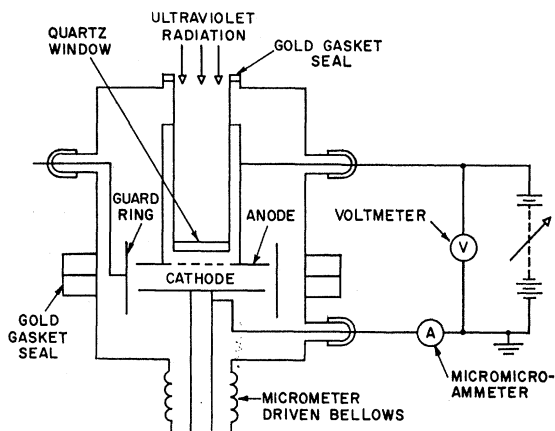 ULTRAVIOLET
RADIATION
QUARTZ
WINDOW
GOLD GASKET
SEAL
GUARD
RING
ANODE
VOLTMETER
V
CATHODE
GOLD
GASKET
SEAL
A
MICROMICRO-
AMMETER
MICROMETER
DRIVEN BELLOWS